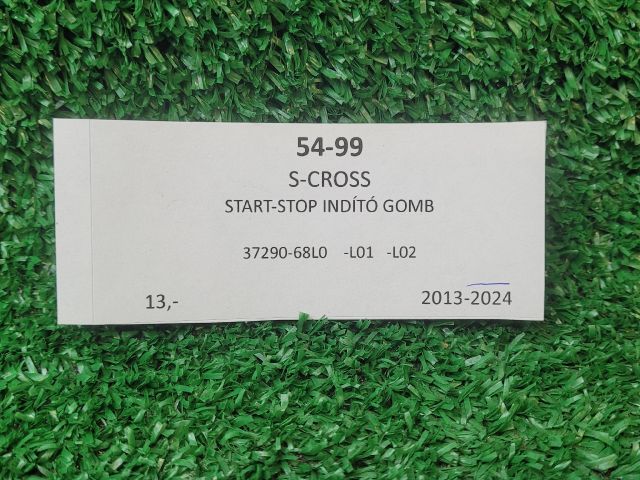 54-99
S-CROSS
START-STOP INDÍTÓ GOMB
37290-68L0 -L01 -L02
13,- 2013-2024